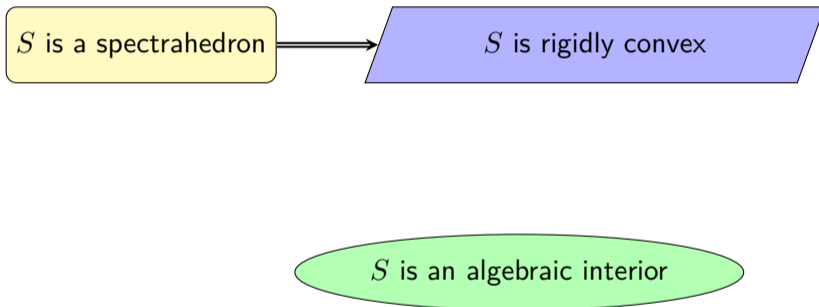 S is a spectrahedron
S is rigidly convex
S is an algebraic interior